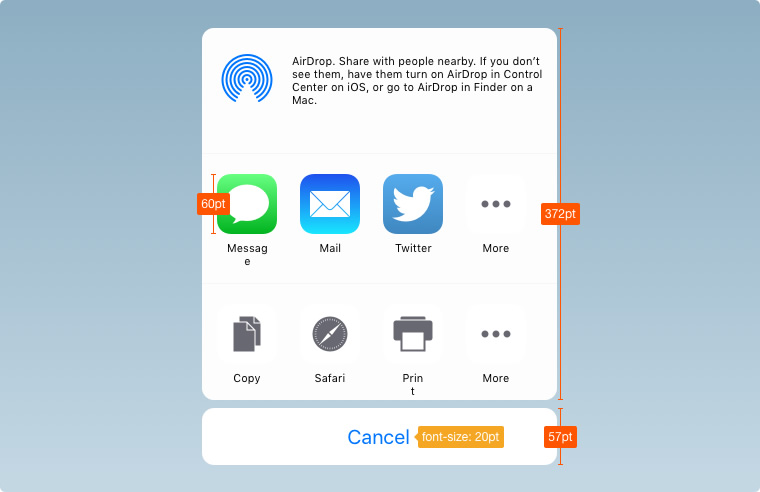 AirDrop. Share with people nearby. If you don’t
see them, have them turn on AirDrop in Control
Center on iOS, or go to AirDrop in Finder on a
Mac.
60pt
372pt
Messag
e
Mail
Twitter
More
Copy
Safari
Prin
t
More
Cancel
font-size: 20pt
57pt